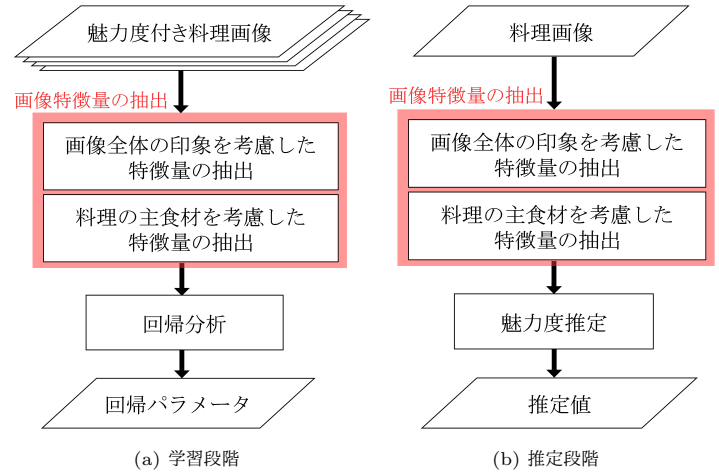 魅力度付き料理画像
画像特徴量の抽出
画像全体の印象を考慮した
特徴量の抽出
料理の主食材を考慮した
特徴量の抽出
回帰分析
回帰パラメータ
(a) 学習段階
料理画像
画像特徴量の抽出
画像全体の印象を考慮した
特徴量の抽出
料理の主食材を考慮した
特徴量の抽出
魅力度推定
推定値
(b) 推定段階